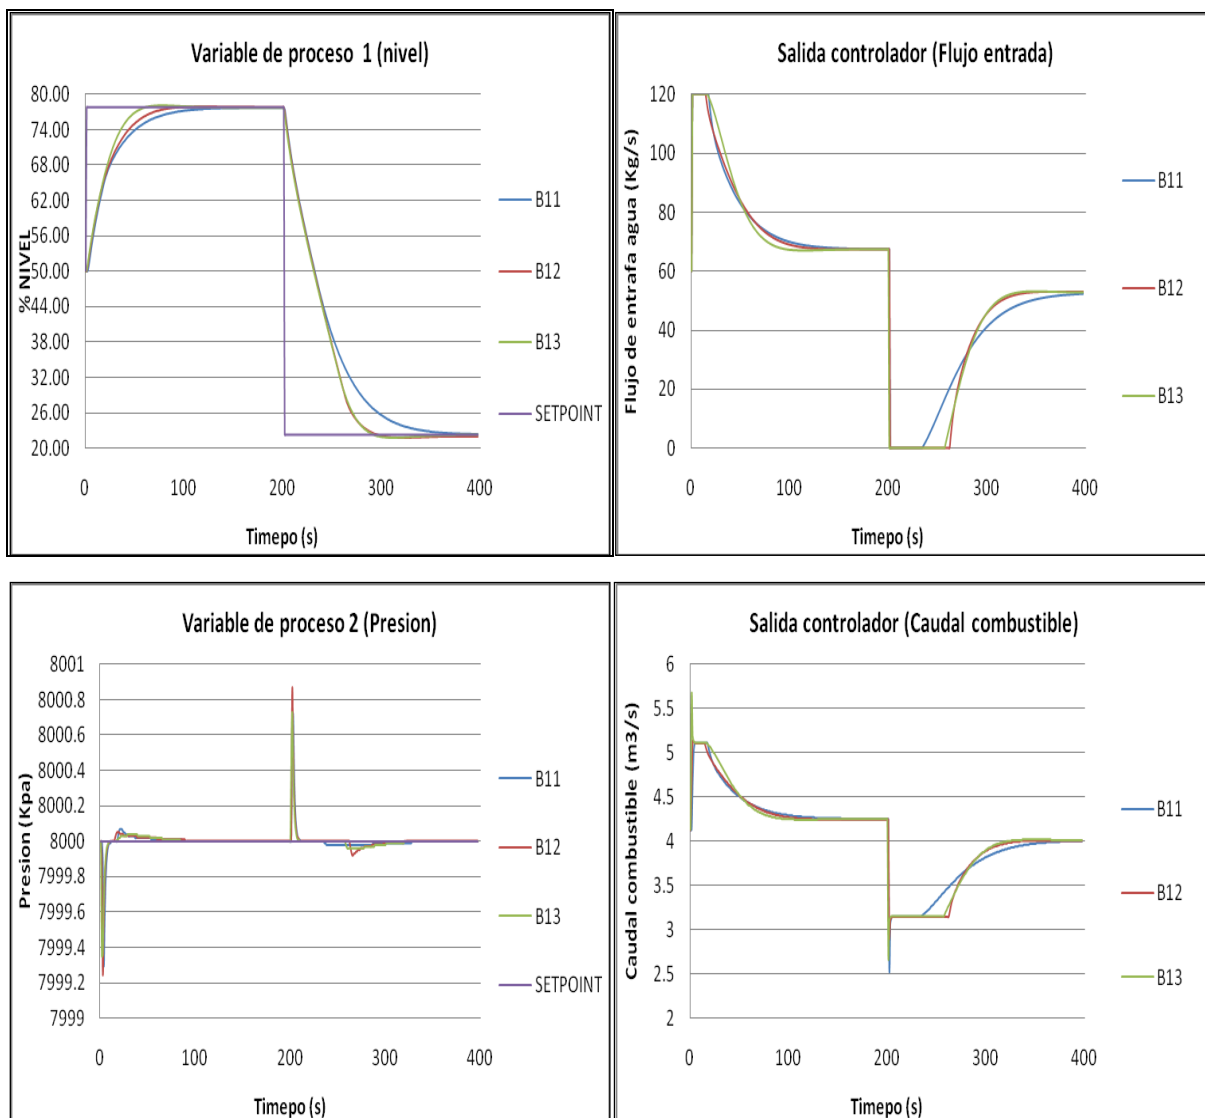 Variable de proceso 1 (nivel)
80.00
74.00
68.00
62.00
56.00
50.00
44.00
38.00
32.00
26.00
20.00
% NIVEL
0
100
200
300
400
Timepo (s)
B11
B12
B13
SETPOINT
Salida controlador (Flujo entrada)
120
100
80
60
40
20
0
Flujo de entrafa agua (Kg/s)
0
100
200
300
400
Timepo (s)
B11
B12
B13
Variable de proceso 2 (Presion)
8001
8000.8
8000.6
8000.4
8000.2
8000
7999.8
7999.6
7999.4
7999.2
7999
Presion (Kpa)
0
100
200
300
400
Timepo (s)
B11
B12
B13
SETPOINT
Salida controlador (Caudal combustible)
6
5.5
5
4.5
4
3.5
3
2.5
2
Caudal combustible (m3/s)
0
100
200
300
400
Timepo (s)
B11
B12
B13